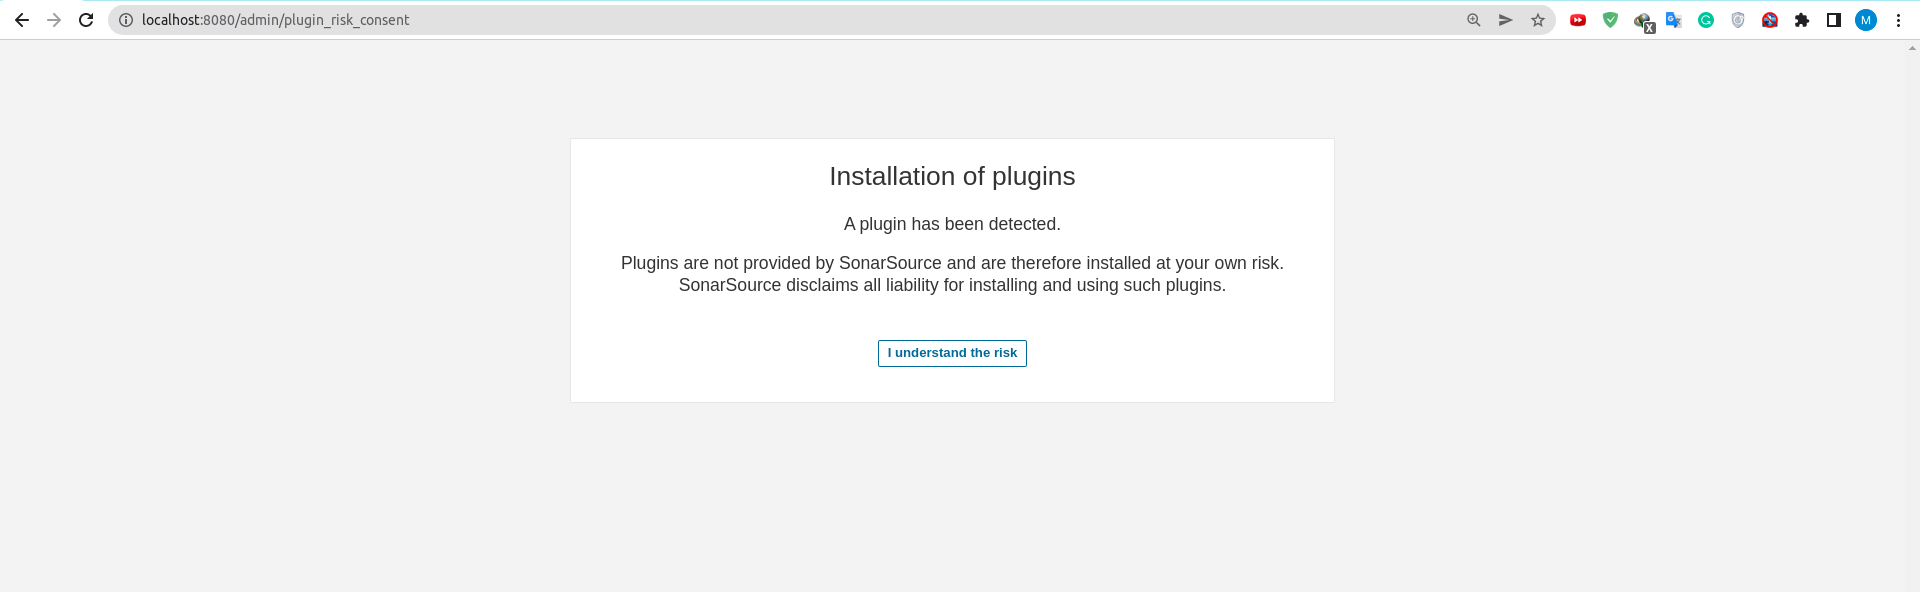 localhost:8080/admin/plugin_risk_consent
X
G
M
Installation of plugins
A plugin has been detected.
Plugins are not provided by SonarSource and are therefore installed at your own risk.
SonarSource disclaims all liability for installing and using such plugins.
I understand the risk